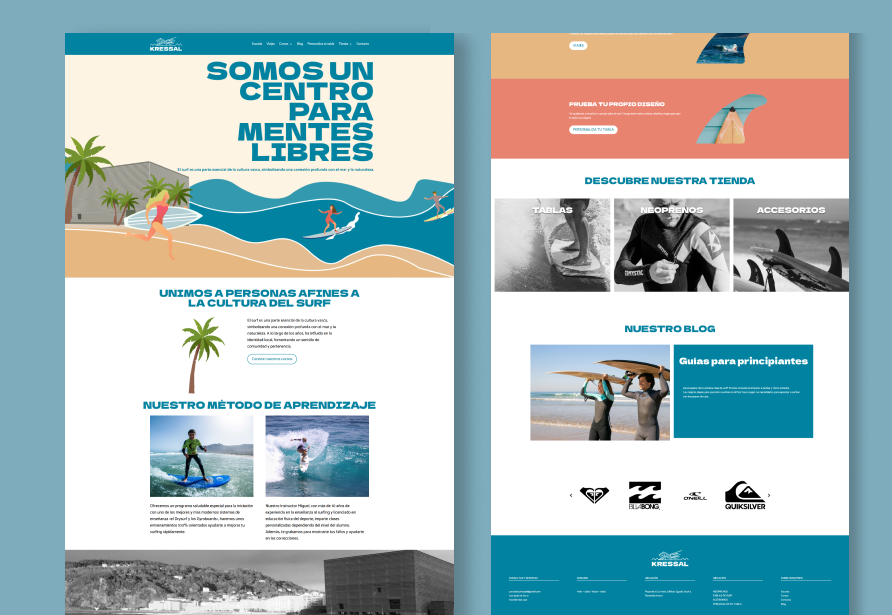 KRESSAL
Escuela Viajes Cursos Blog Personaliza tu tabla Tienda Contacto
SOMOS UN
CENTRO
PARA
MENTES
LIBRES
El surf es una parte esencial de la cultura vasca, simbolizando una conexión profunda con el mar y la naturaleza.
UNIMOS A PERSONAS AFINES A
LA CULTURA DEL SURF
El surf es una parte esencial de la cultura vasca,
simbolizando una conexión profunda con el mar y la
naturaleza. A lo largo de los años, ha influido en la
identidad local, fomentando un sentido de
comunidad y pertenencia.
Conoce nuestros cursos
NUESTRO MÉTODO DE APRENDIZAJE
Ofrecemos un programa saludable especial para la iniciación
con uno de los mejores y más modernos sistemas de
enseñanza: «el Drysurf y los Gyroboards», hacemos unos
entrenamientos 100% orientados ayudarte a mejorar tu
surfing rápidamente.
Nuestro instructor Miguel, con más de 10 años de
experiencia en la enseñanza al surfing y licenciado en
educación física del deporte, imparte clases
personalizadas dependiendo del nivel del alumno.
Además, te grabamos para mostrarte tus fallos y ayudarte
en las correcciones.
VIAJES
PRUEBA TU PROPIO DISEÑO
PERSONALIZA TU TABLA
DESCUBRE NUESTRA TIENDA
TABLAS
NEOPRENOS
ACCESORIOS
MYSTIC
NUESTRO BLOG
Guías para principiantes
BILLABONG
O'NEILL
QUIKSILVER
KRESSAL